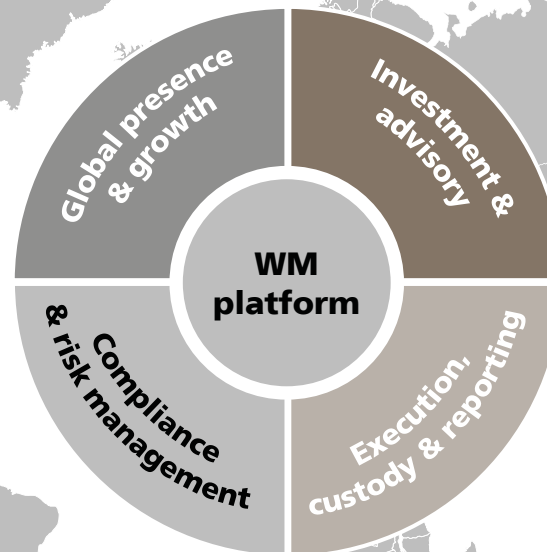 Global presence
& growth
Investment &
advisory
WM
platform
Compliance
& risk management
Execution,
custody & reporting